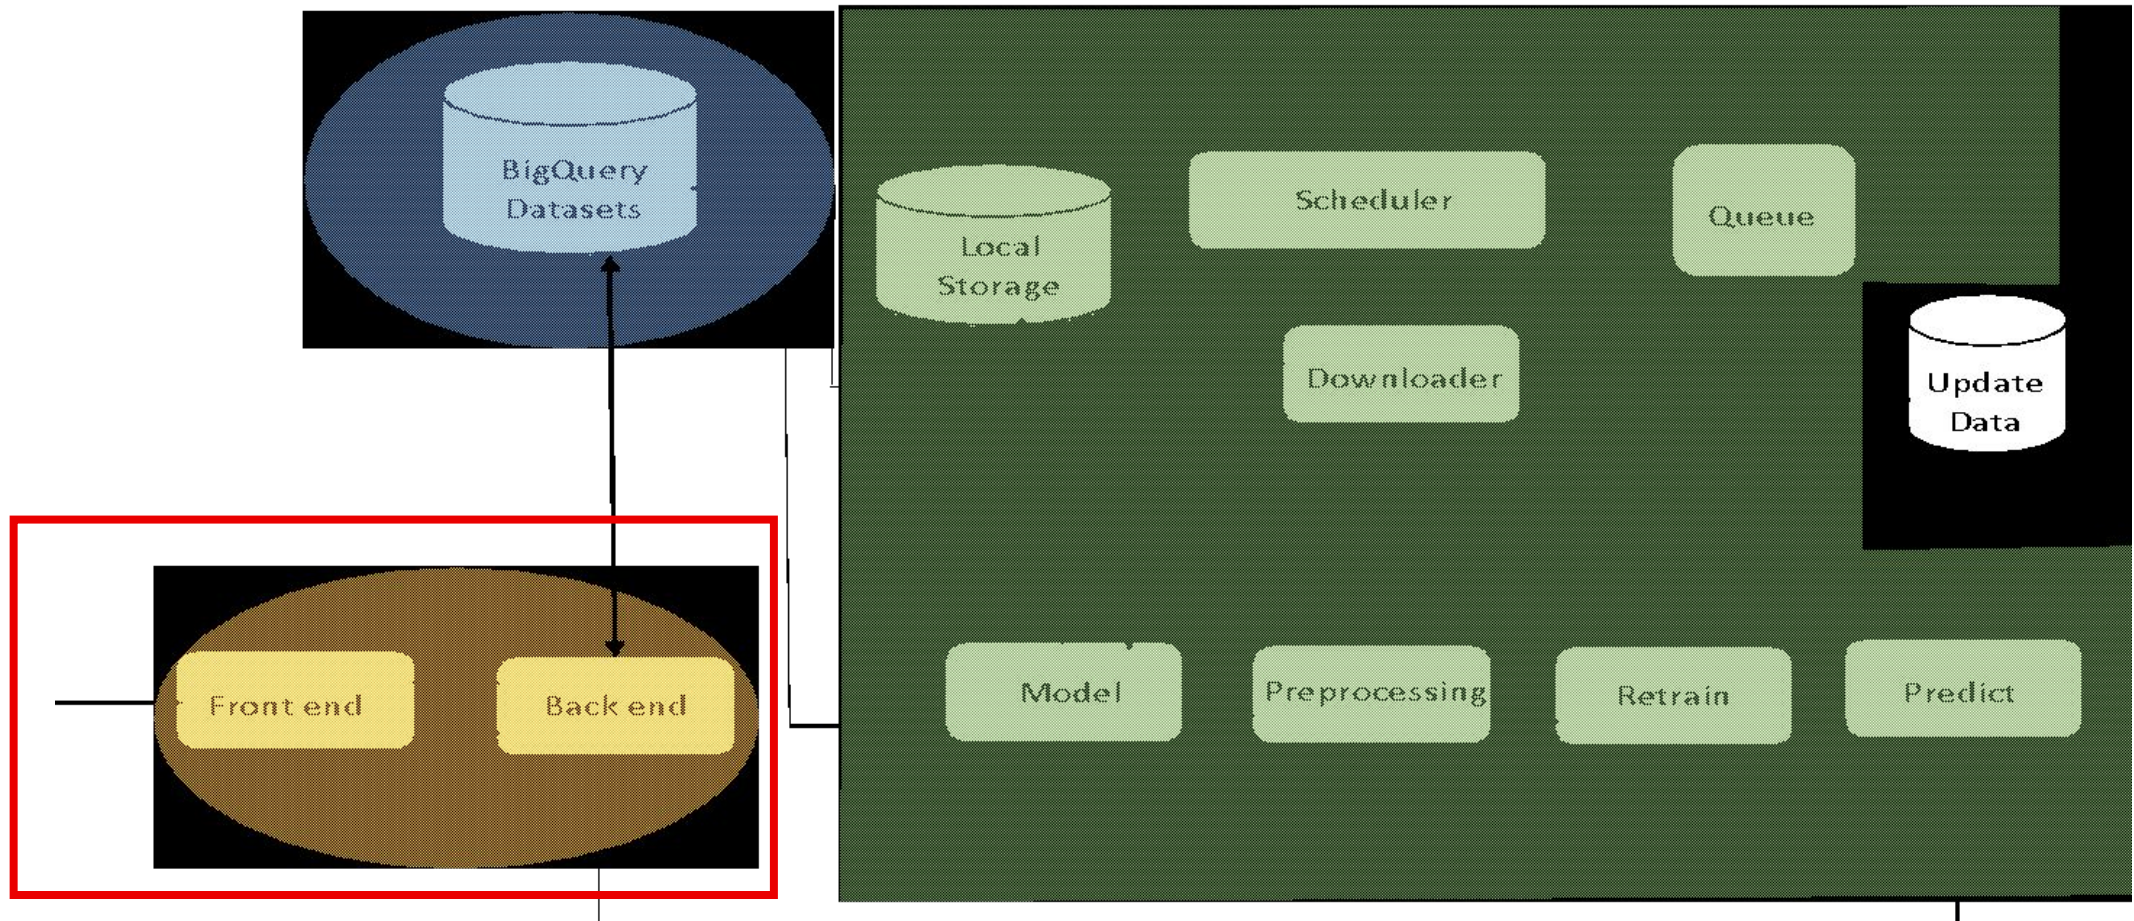 BigQuery
Datasets
Local
Storage
Scheduler
Queue
Downloader
Update
Data
Front end
Back end
Model
Preprocessing
Retrain
Predict